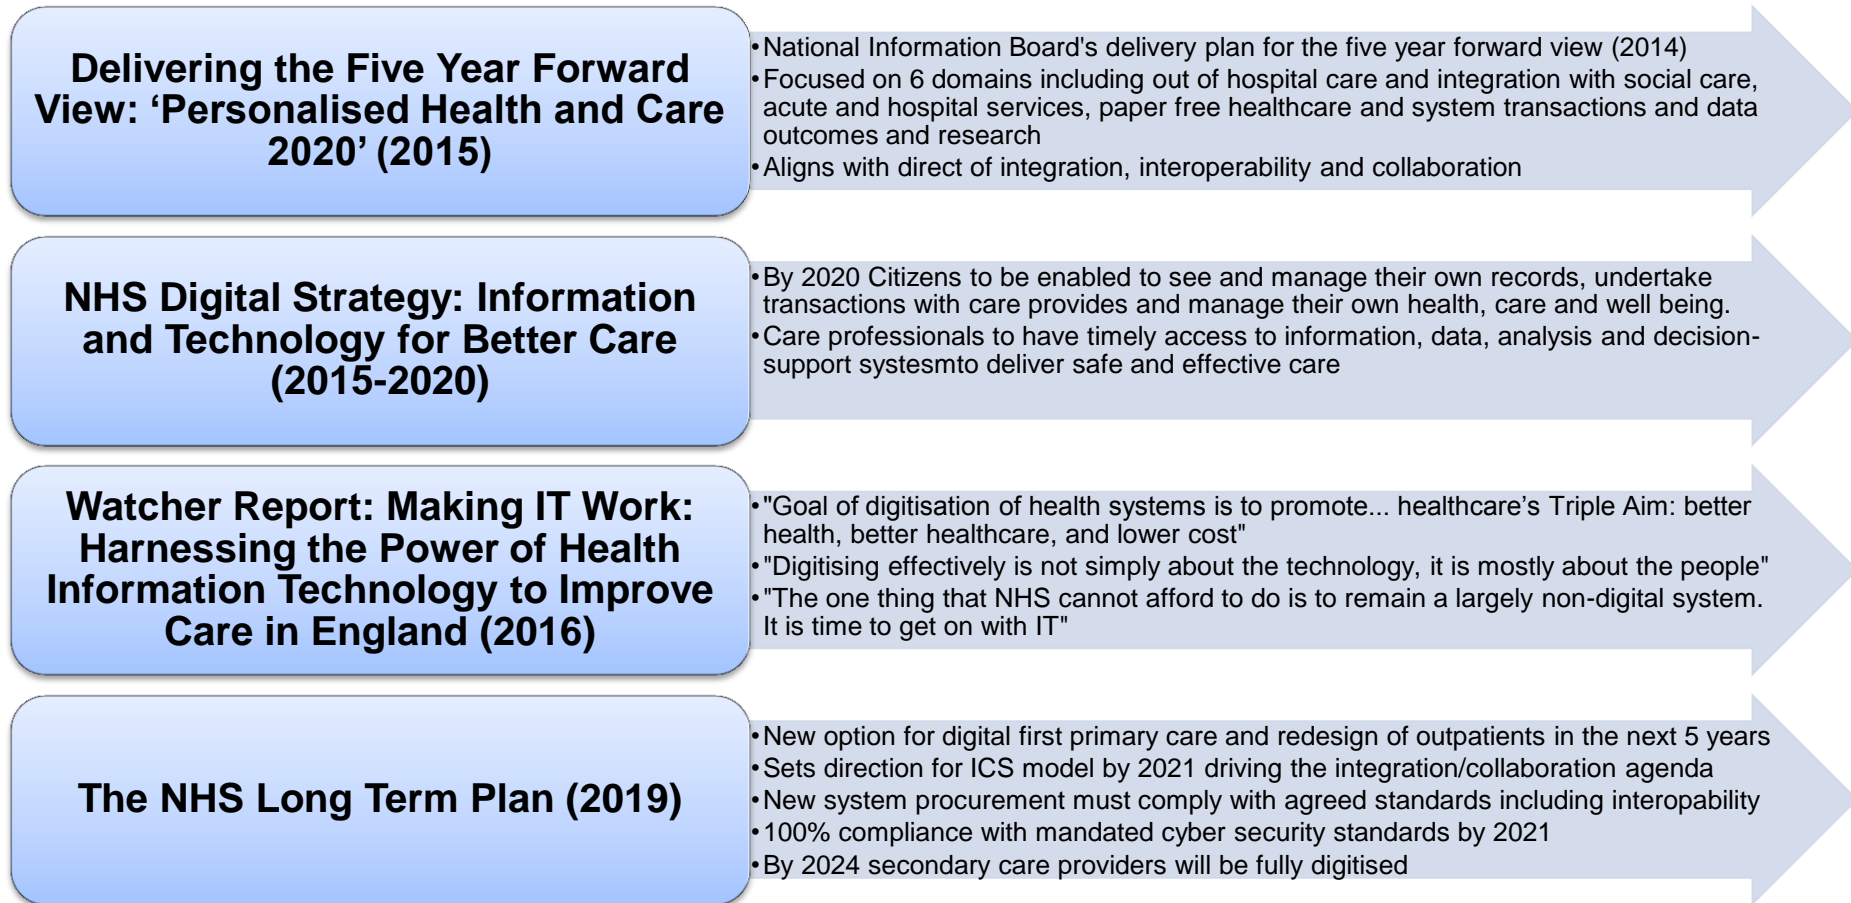 Delivering the Five Year Forward
View: ‘Personalised Health and Care
2020’ (2015)
•National Information Board's delivery plan for the five year forward view (2014)
•Focused on 6 domains including out of hospital care and integration with social care,
acute and hospital services, paper free healthcare and system transactions and data
outcomes and research
•Aligns with direct of integration, interoperability and collaboration
NHS Digital Strategy: Information
and Technology for Better Care
(2015-2020)
•By 2020 Citizens to be enabled to see and manage their own records, undertake
transactions with care provides and manage their own health, care and well being.
•Care professionals to have timely access to information, data, analysis and decision-
support systesmto deliver safe and effective care
Watcher Report: Making IT Work:
Harnessing the Power of Health
Information Technology to Improve
Care in England (2016)
•"Goal of digitisation of health systems is to promote... healthcare’s Triple Aim: better
health, better healthcare, and lower cost"
•"Digitising effectively is not simply about the technology, it is mostly about the people"
•"The one thing that NHS cannot afford to do is to remain a largely non-digital system.
It is time to get on with IT"
The NHS Long Term Plan (2019)
•New option for digital first primary care and redesign of outpatients in the next 5 years
•Sets direction for ICS model by 2021 driving the integration/collaboration agenda
•New system procurement must comply with agreed standards including interopability
•100% compliance with mandated cyber security standards by 2021
•By 2024 secondary care providers will be fully digitised